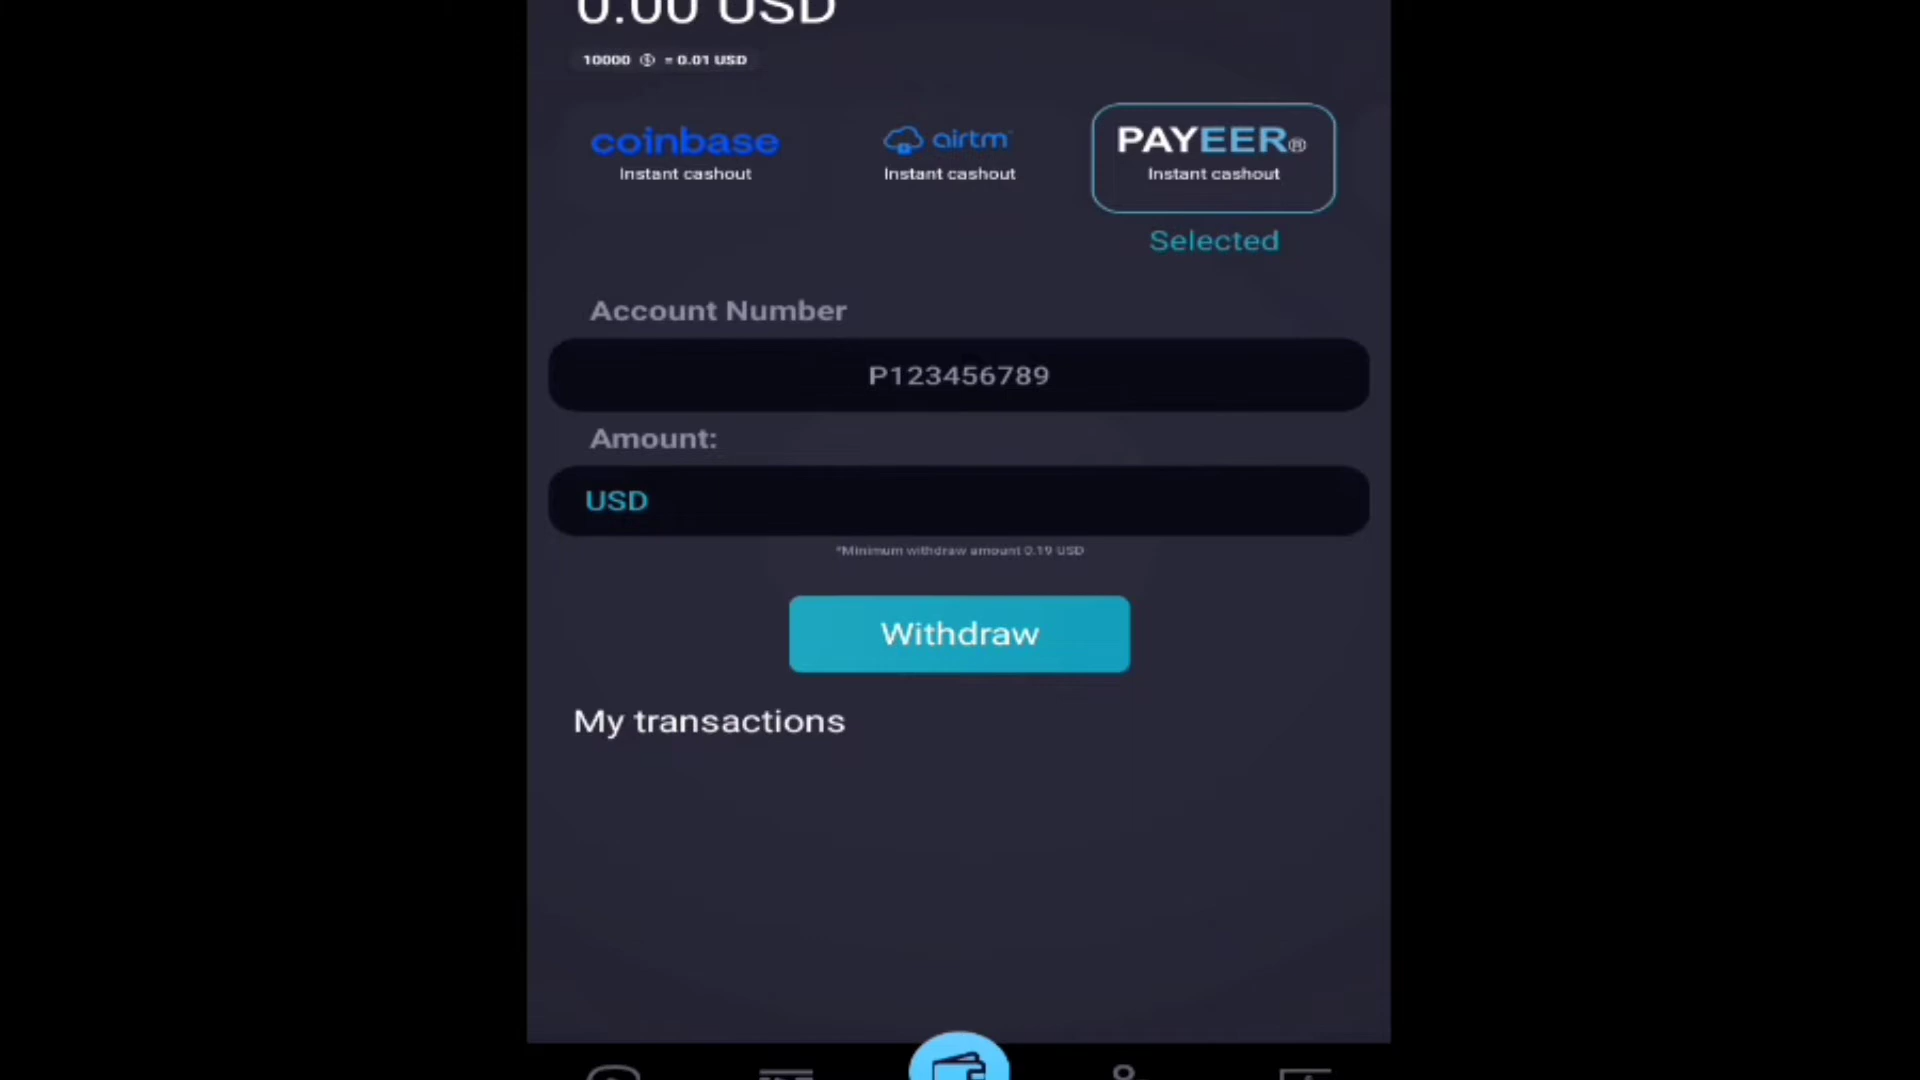 0.00 USD
10000 = 0.01 USD
coinbase
Instant cashout
airtm
Instant cashout
PAYEER®
Instant cashout
Selected
Account Number
P123456789
Amount:
USD
*Minimum withdraw amount 0.19 USD
Withdraw
My transactions